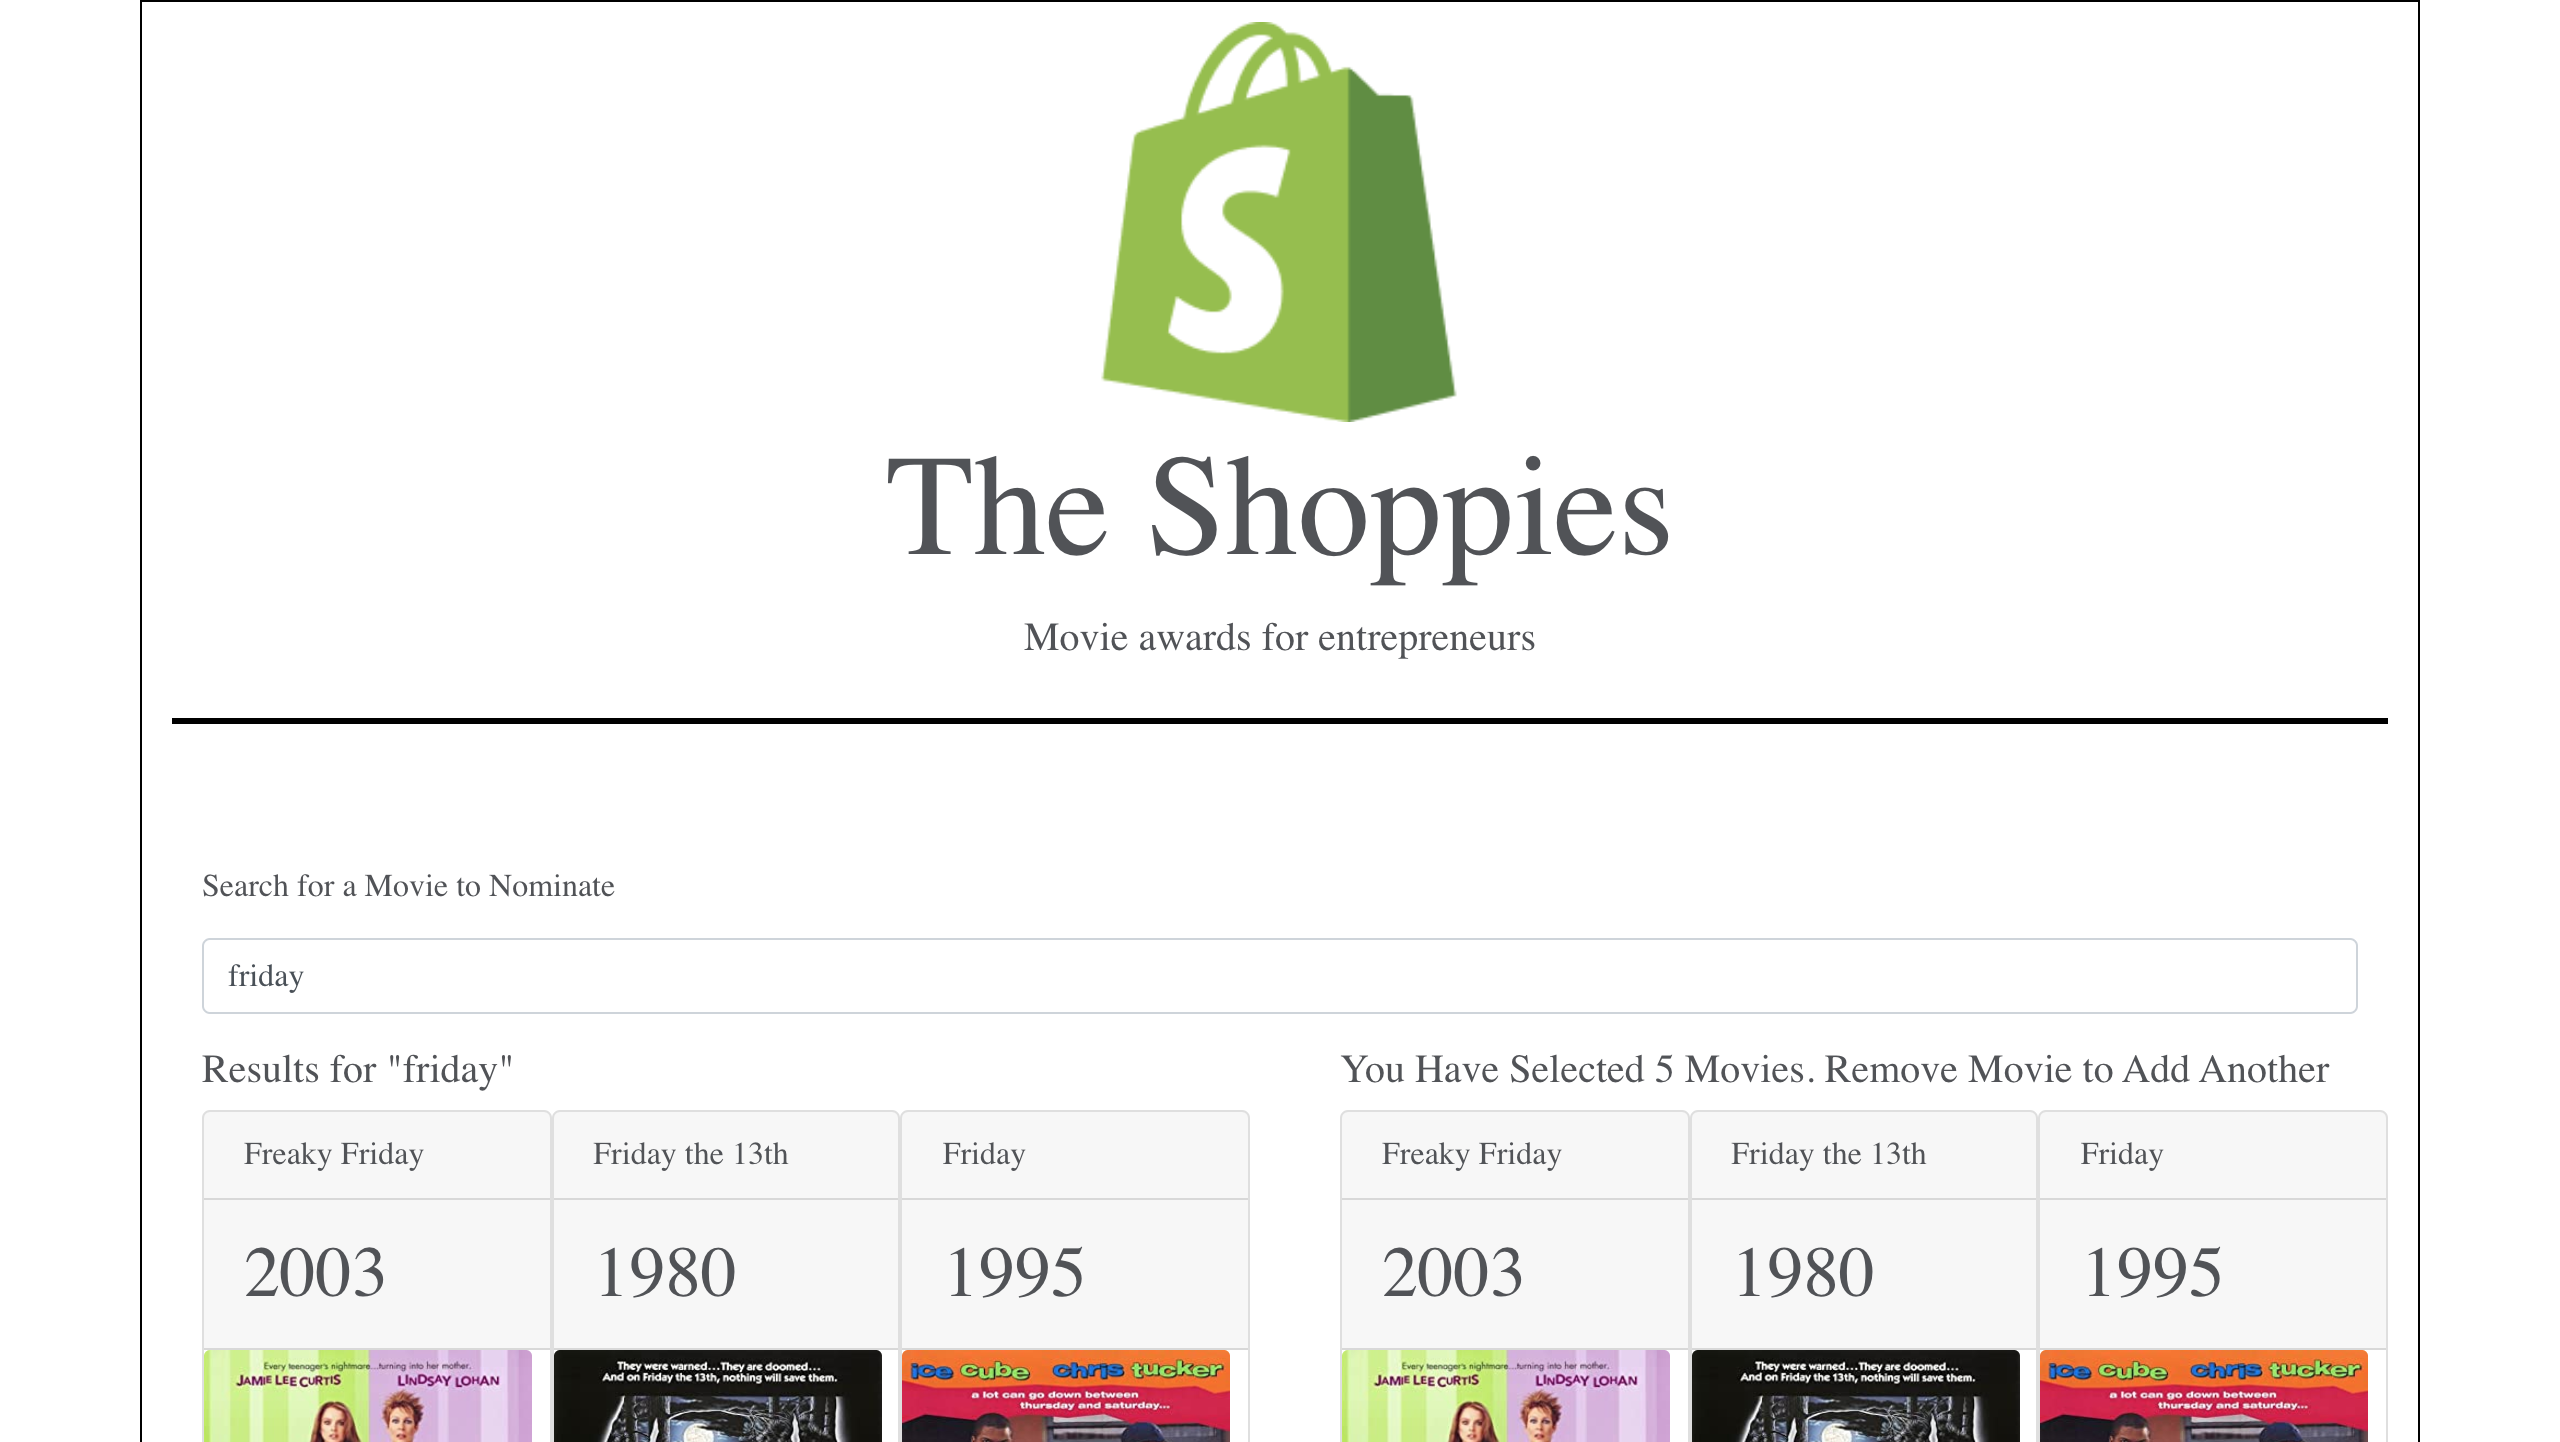 S
The Shoppies
Movie awards for entrepreneurs
Search for a Movie to Nominate
friday
Results for "friday"
Freaky Friday
Friday the 13th
Friday
2003
1980
1995
Every teenager's nightmare...turning into her mother.
JAMIE LEE CURTIS LINDSAY LOHAN
They were warned...They are doomed...
And on Friday the 13th, nothing will save them.
ice cube chris tucker
a lot can go down between
thursday and saturday...
You Have Selected 5 Movies. Remove Movie to Add Another
Freaky Friday
Friday the 13th
Friday
2003
1980
1995
Every teenager's nightmare...turning into her mother.
JAMIE LEE CURTIS LINDSAY LOHAN
They were warned...They are doomed...
And on Friday the 13th, nothing will save them.
ice cube chris tucker
a lot can go down between
thursday and saturday...